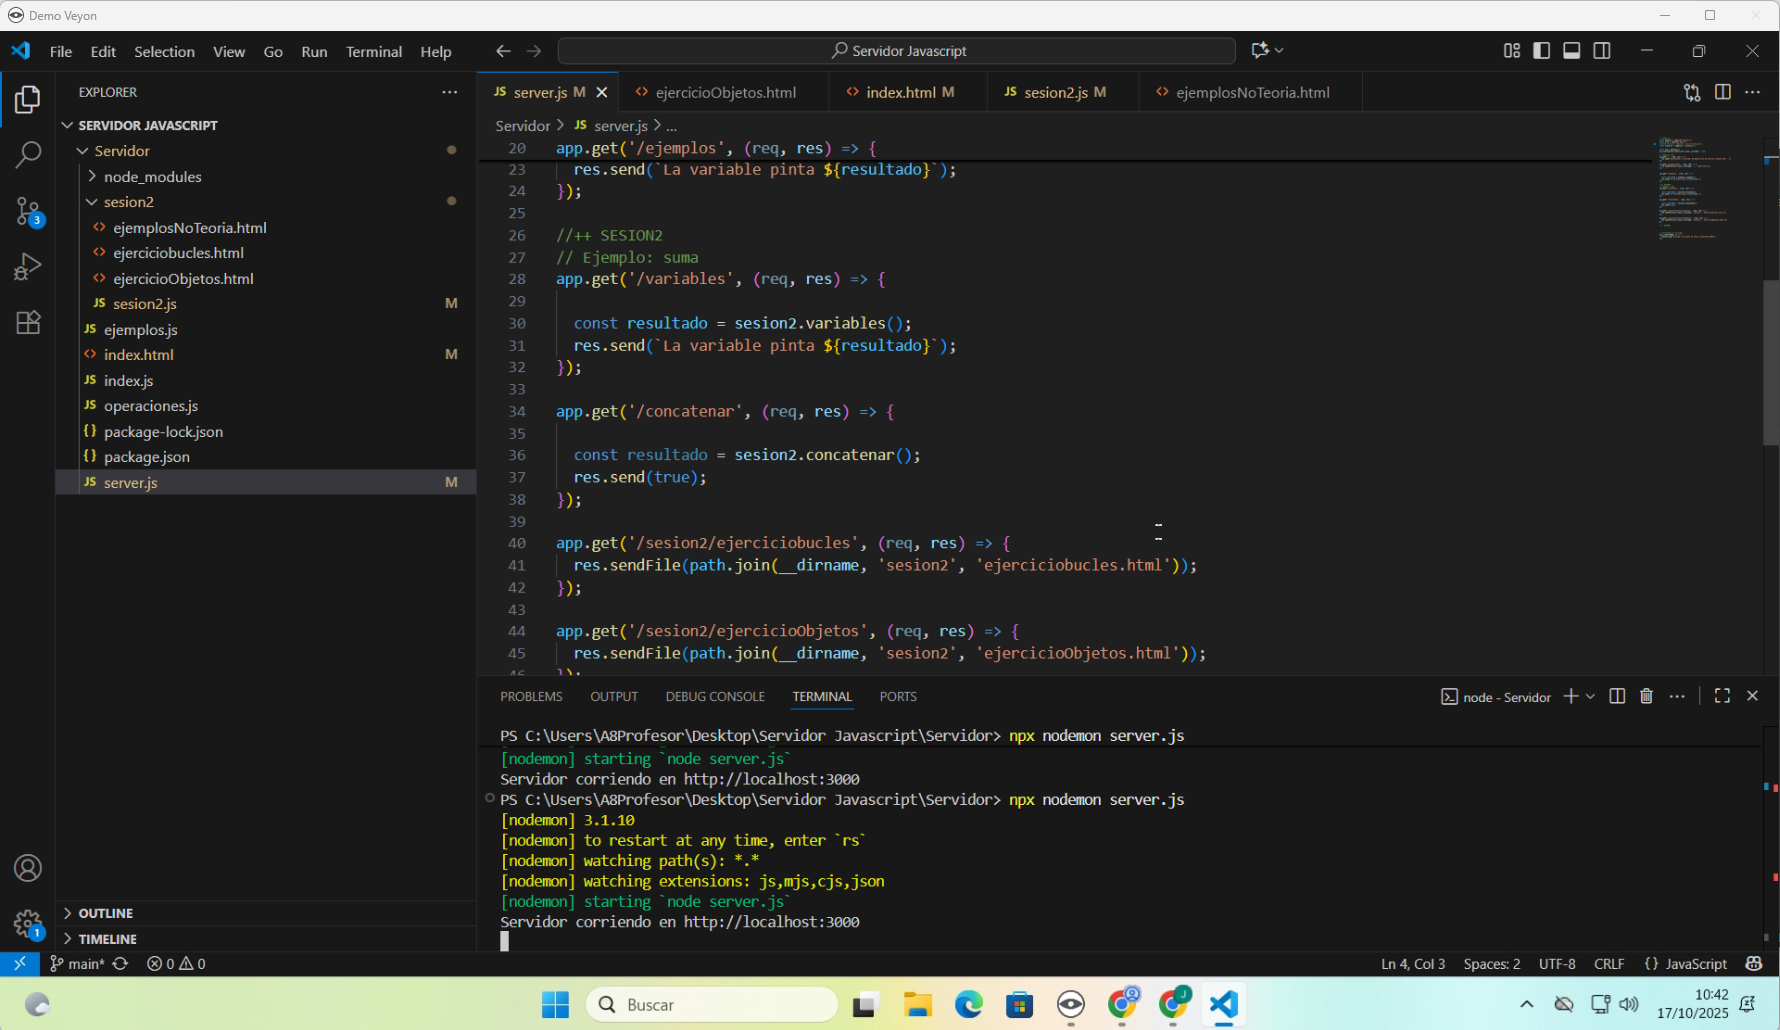 Demo Veyon
File Edit Selection View Go Run Terminal Help
Servidor Javascript
EXPLORER
SERVIDOR JAVASCRIPT
Servidor
node_modules
sesion2
ejemplosNoTeoria.html
ejerciciobucles.html
ejercicioObjetos.html
JS sesion2.js M
JS ejemplos.js
index.html M
JS index.js
JS operaciones.js
{} package-lock.json
{} package.json
JS server.js M
OUTLINE
TIMELINE
3
1
JS server.js M
ejercicioObjetos.html
index.html M
JS sesion2.js M
ejemplosNoTeoria.html
Servidor > JS server.js > ...
20 app.get('/ejemplos', (req, res) => {
23 res.send(`La variable pinta ${resultado}`);
24 });
25
26 //++ SESION2
27 // Ejemplo: suma
28 app.get('/variables', (req, res) => {
29
30 const resultado = sesion2.variables();
31 res.send(`La variable pinta ${resultado}`);
32 });
33
34 app.get('/concatenar', (req, res) => {
35
36 const resultado = sesion2.concatenar();
37 res.send(true);
38 });
39
40 app.get('/sesion2/ejerciciobucles', (req, res) => {
41 res.sendFile(path.join(__dirname, 'sesion2', 'ejerciciobucles.html'));
42 });
43
44 app.get('/sesion2/ejercicioObjetos', (req, res) => {
45 res.sendFile(path.join(__dirname, 'sesion2', 'ejercicioObjetos.html'));
46 });
PROBLEMS OUTPUT DEBUG CONSOLE TERMINAL PORTS
node - Servidor
PS C:\Users\A8Profesor\Desktop\Servidor Javascript\Servidor> npx nodemon server.js
[nodemon] starting `node server.js`
Servidor corriendo en http://localhost:3000
PS C:\Users\A8Profesor\Desktop\Servidor Javascript\Servidor> npx nodemon server.js
[nodemon] 3.1.10
[nodemon] to restart at any time, enter `rs`
[nodemon] watching path(s): *.*
[nodemon] watching extensions: js,mjs,cjs,json
[nodemon] starting `node server.js`
Servidor corriendo en http://localhost:3000
main* 0 0
Ln 4, Col 3 Spaces: 2 UTF-8 CRLF {} JavaScript
Buscar
J
10:42
17/10/2025